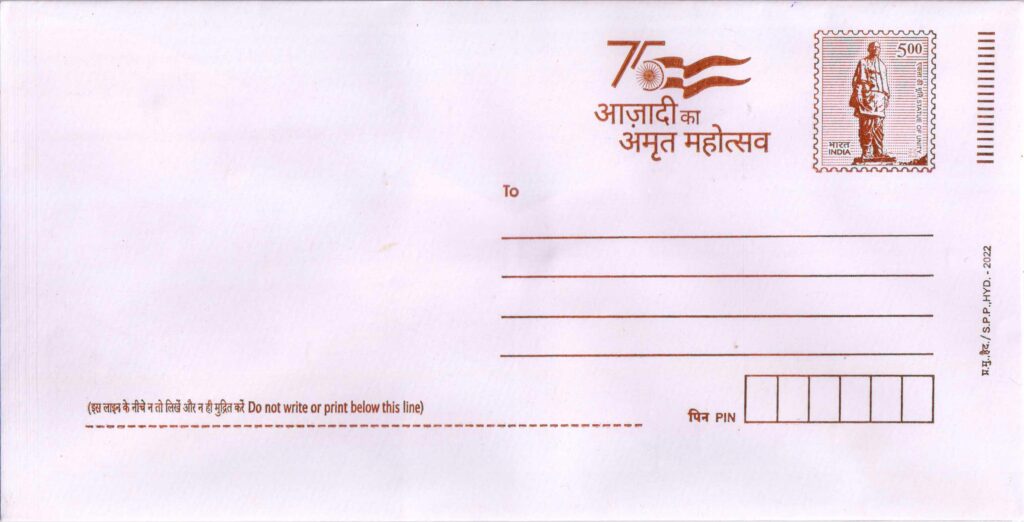 75
आज़ादी का
अमृत महोत्सव
5.00
एकता की मूर्ति STATUE OF UNITY
भारत
INDIA
To
प्र.मु.,हैद./ S.P.P.,HYD. - 2022
(इस लाइन के नीचे न तो लिखें और न ही मुद्रित करें Do not write or print below this line)
पिन PIN